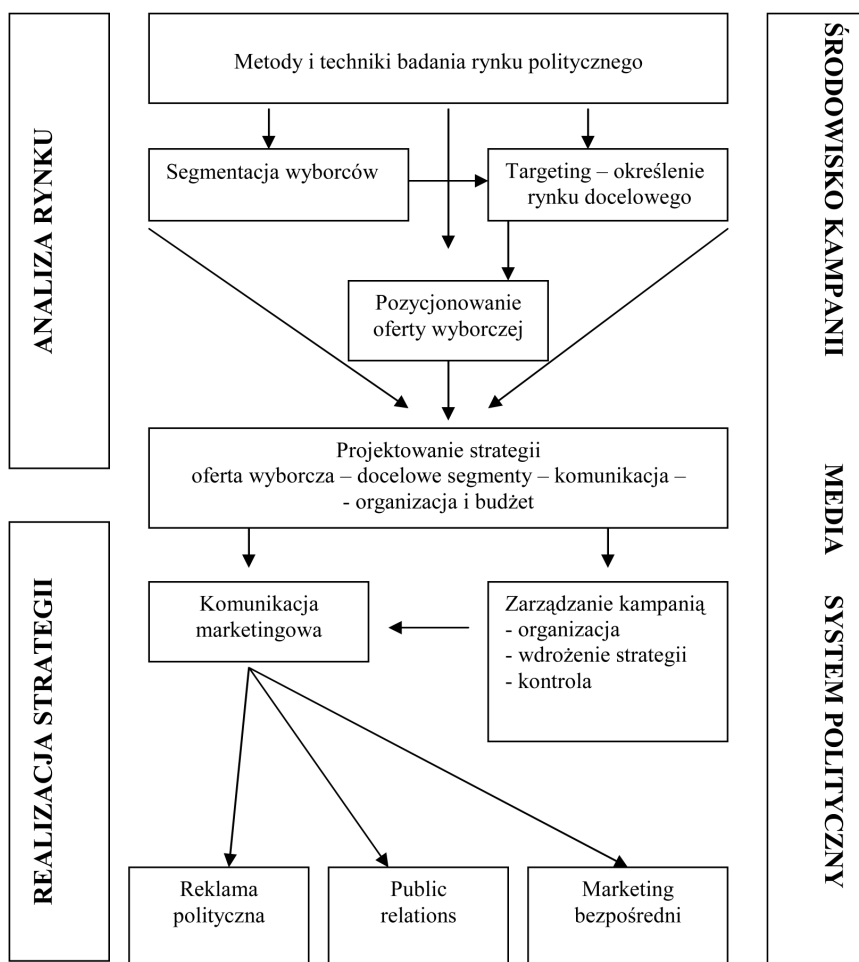 Metody i techniki badania rynku politycznego
Segmentacja wyborców
Targeting – określenie
rynku docelowego
Pozycjonowanie
oferty wyborczej
Projektowanie strategii
oferta wyborcza – docelowe segmenty – komunikacja –
- organizacja i budżet
Komunikacja
marketingowa
Zarządzanie kampanią
- organizacja
- wdrożenie strategii
- kontrola
Reklama
polityczna
Public
relations
Marketing
bezpośredni
ANALIZA RYNKU
REALIZACJA STRATEGII
ŚRODOWISKO KAMPANII MEDIA SYSTEM POLITYCZNY